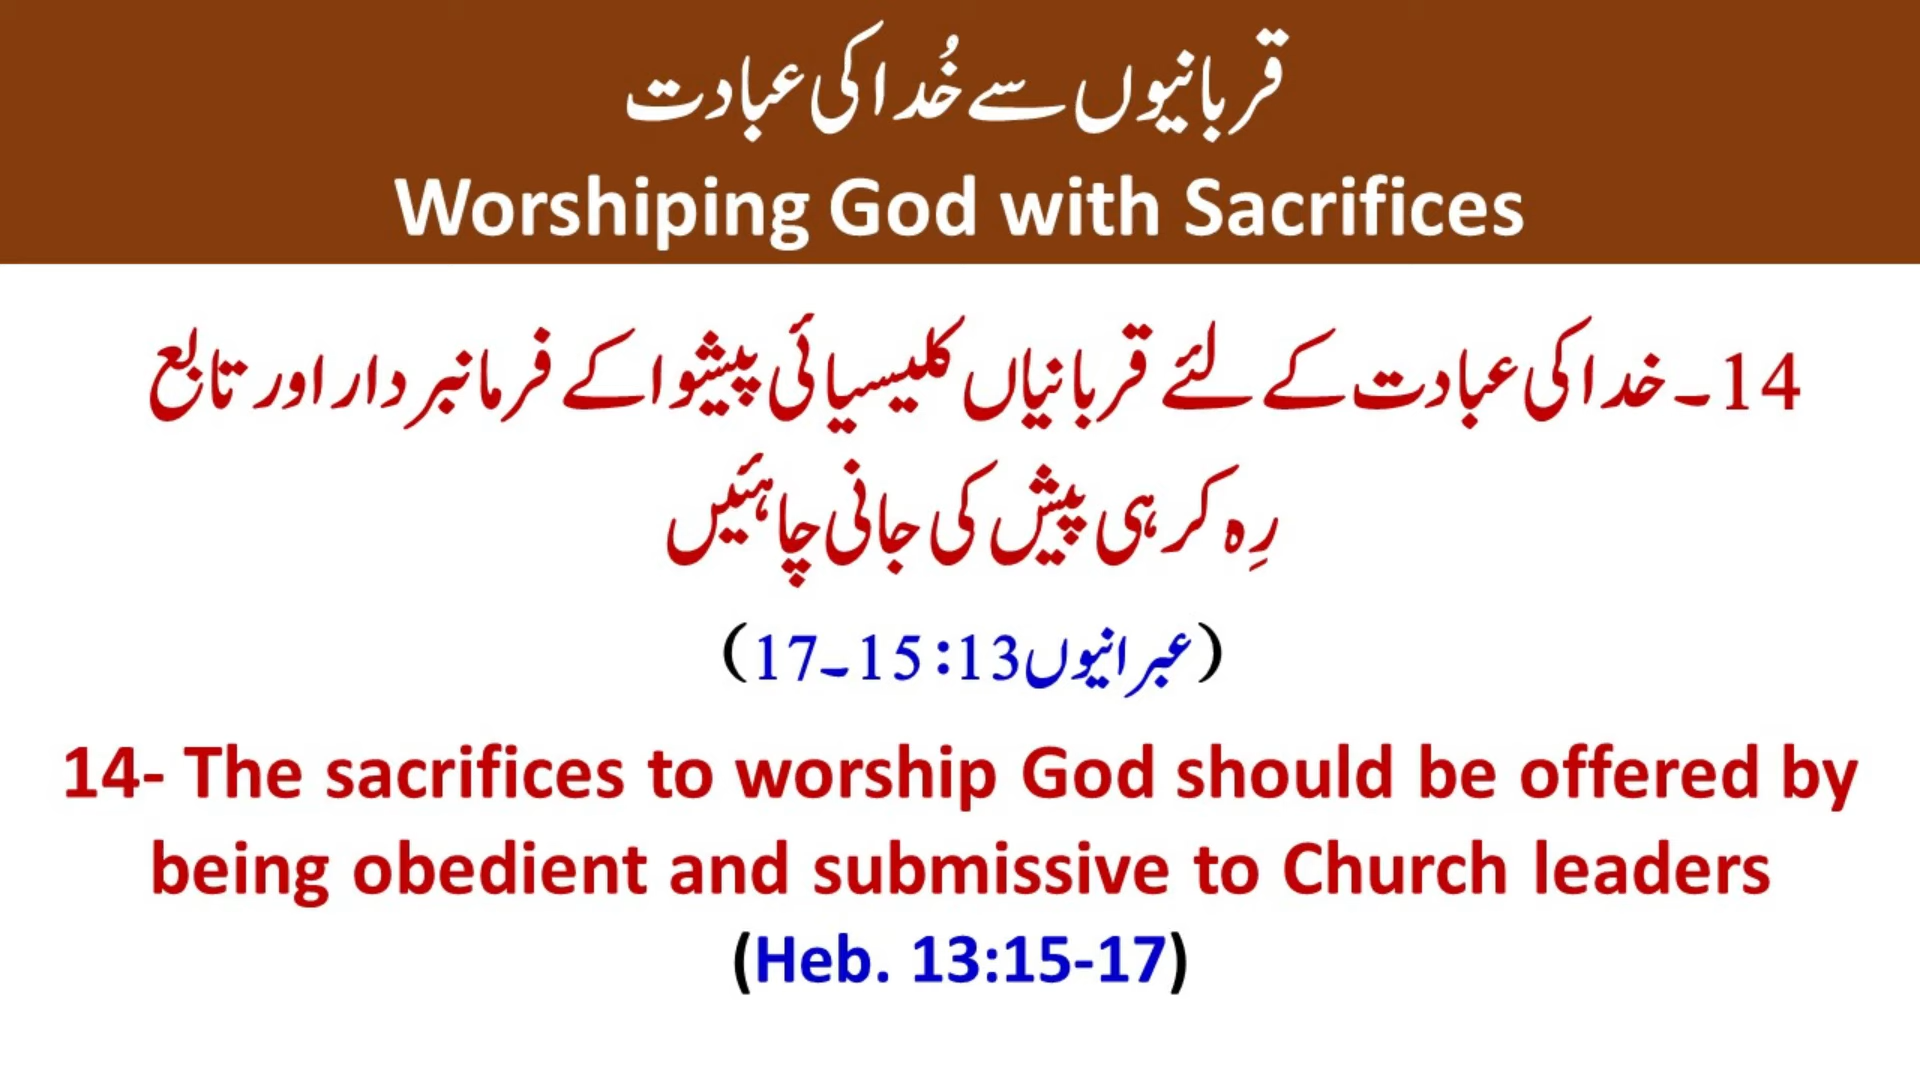 قربانیوں سے خُدا کی عبادت
Worshiping God with Sacrifices
14۔ خدا کی عبادت کے لئے قربانیاں کلیسیائی پیشوا کے فرمانبردار اور تابع
رِہ کر ہی پیش کی جانی چاہئیں
(عبرانیوں 13: 15۔17)
14- The sacrifices to worship God should be offered by
being obedient and submissive to Church leaders
(Heb. 13:15-17)